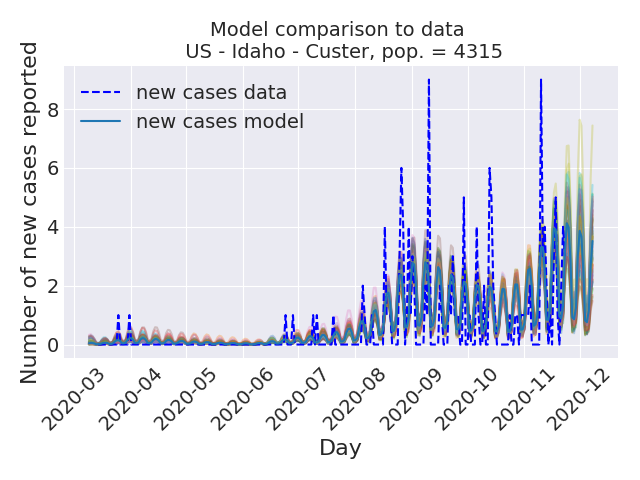 Model comparison to data
US - Idaho - Custer, pop. = 4315
Number of new cases reported
new cases data
new cases model
8
6
4
2
0
2020-03
2020-04
2020-05
2020-06
2020-07
2020-08
2020-09
2020-10
2020-11
2020-12
Day